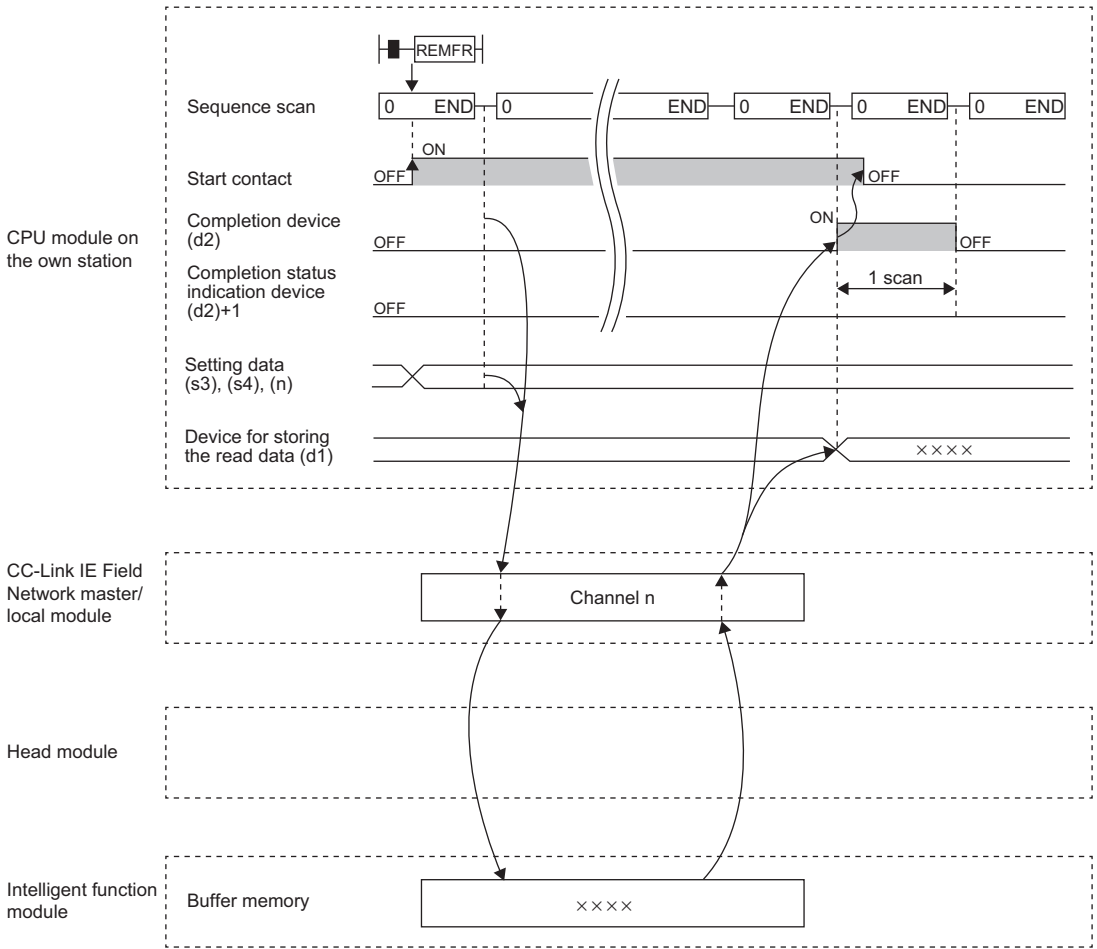 REMFR
Sequence scan
0 END 0 END 0 END 0 END 0 END
ON
Start contact
OFF
OFF
CPU module on
the own station
Completion device
(d2)
ON
OFF
OFF
Completion status
indication device
(d2)+1
1 scan
OFF
Setting data
(s3), (s4), (n)
Device for storing
the read data (d1)
××××
CC-Link IE Field
Network master/
local module
Channel n
Head module
Intelligent function
module
Buffer memory
××××